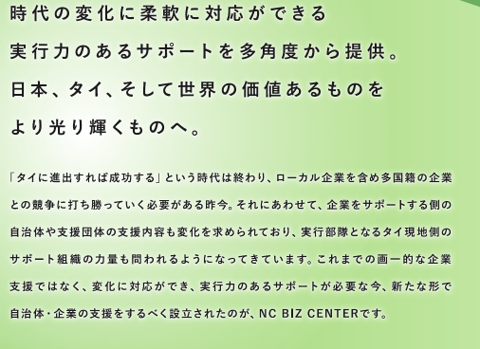 時代の変化に柔軟に対応ができる
実行力のあるサポートを多角度から提供。
日本、タイ、そして世界の価値あるものを
より光り輝くものへ。
「タイに進出すれば成功する」という時代は終わり、ローカル企業を含め多国籍の企業
との競争に打ち勝っていく必要がある昨今。それにあわせて、企業をサポートする側の
自治体や支援団体の支援内容も変化を求められており、実行部隊となるタイ現地側の
サポート組織の力量も問われるようになってきています。これまでの画一的な企業
支援ではなく、変化に対応ができ、実行力のあるサポートが必要な今、新たな形で
自治体・企業の支援をするべく設立されたのが、NC BIZ CENTERです。